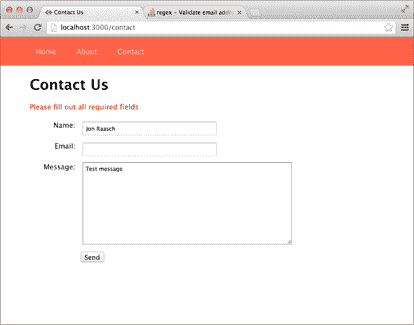 Contact Us
regex - Validate email addre
localhost:3000/contact
Home About Contact
Contact Us
Please fill out all required fields
Name: Jon Raasch
Email:
Message: Test message
Send